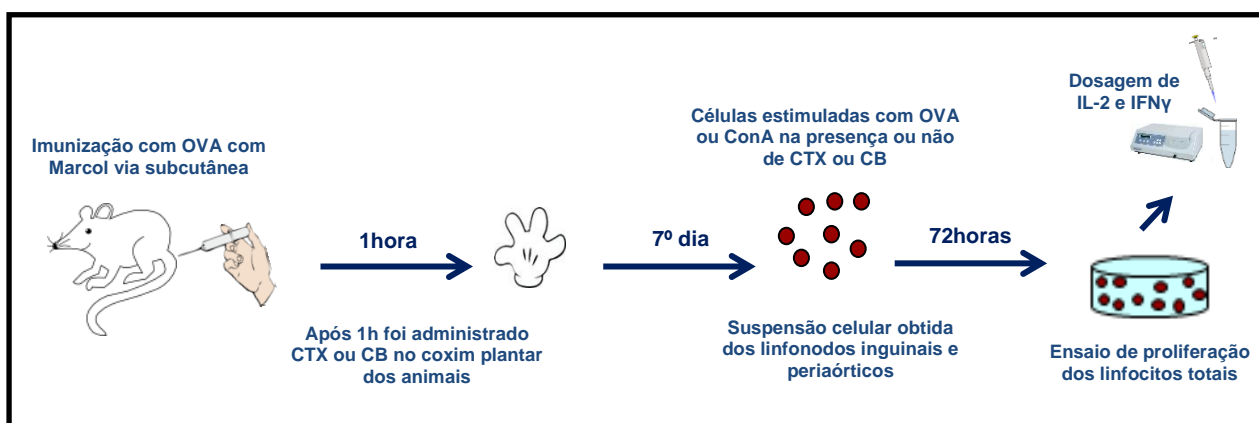 Imunização com OVA com
Marcol via subcutânea
1hora
Após 1h foi administrado
CTX ou CB no coxim plantar
dos animais
7º dia
Células estimuladas com OVA
ou ConA na presença ou não
de CTX ou CB
Suspensão celular obtida
dos linfonodos inguinais e
periaórticos
72horas
Dosagem de
IL-2 e IFNγ
Ensaio de proliferação
dos linfocitos totais